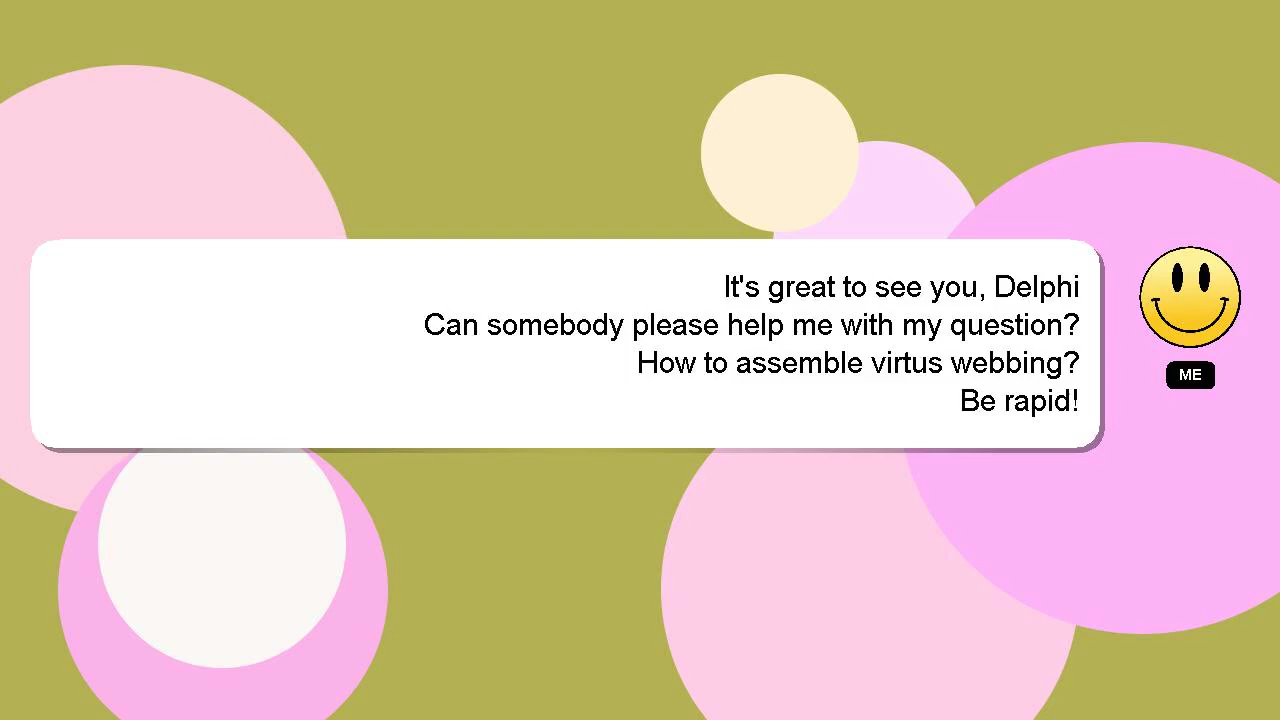 It's great to see you, Delphi
Can somebody please help me with my question?
How to assemble virtus webbing?
Be rapid!
ME